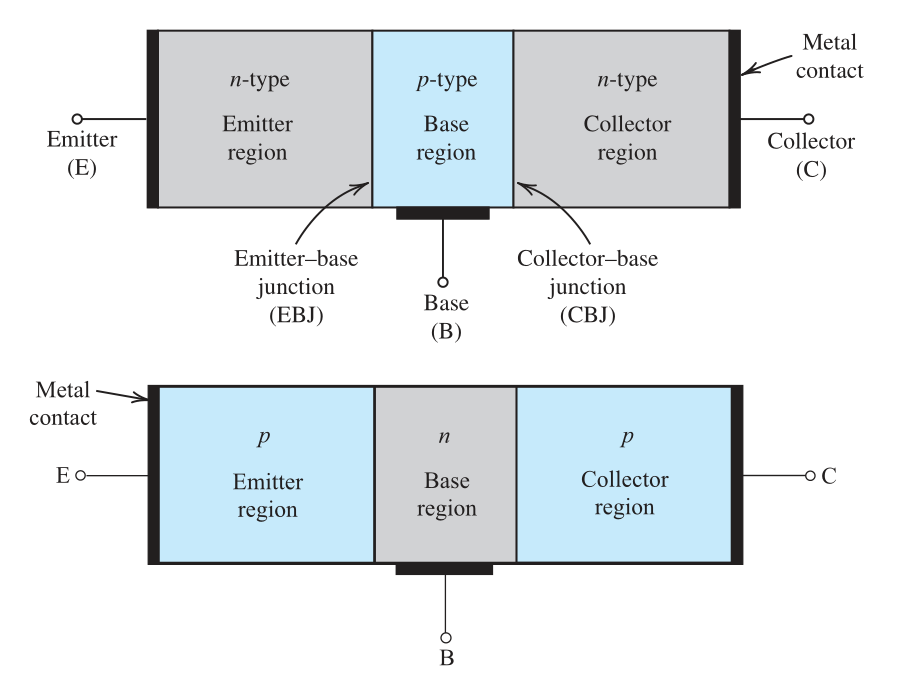 Metal
contact
n-type
p-type
n-type
Emitter
region
Base
region
Collector
region
Emitter
(E)
Collector
(C)
Emitter–base
junction
(EBJ)
Collector–base
junction
(CBJ)
Base
(B)
Metal
contact
p
n
p
E
Emitter
region
Base
region
Collector
region
C
B